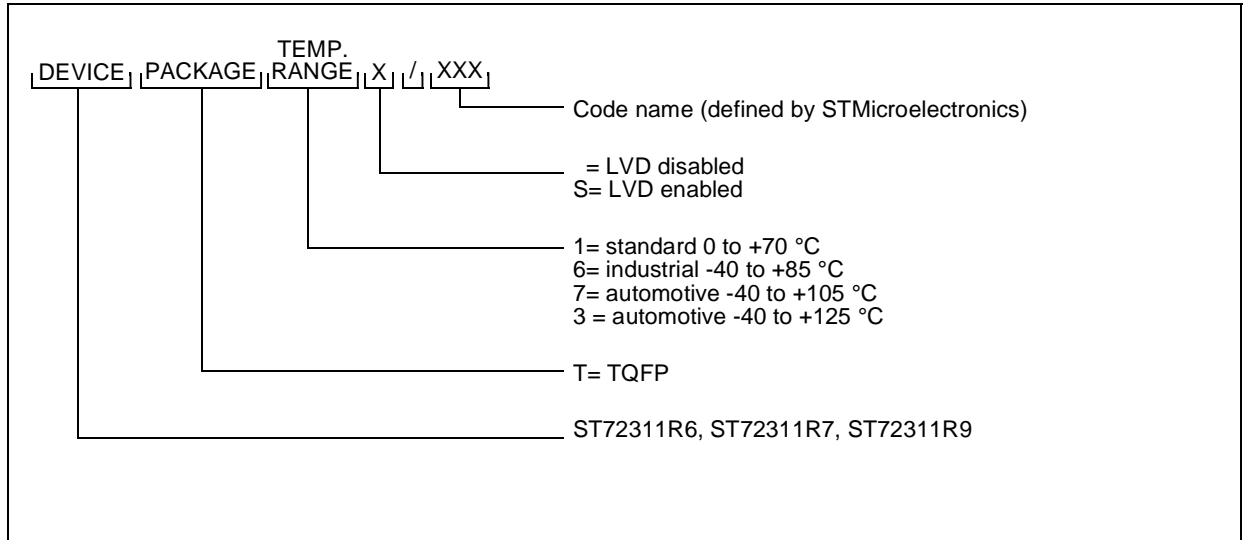 TEMP.
DEVICE PACKAGE RANGE X / XXX
Code name (defined by STMicroelectronics)
= LVD disabled
S= LVD enabled
1= standard 0 to +70 °C
6= industrial -40 to +85 °C
7= automotive -40 to +105 °C
3 = automotive -40 to +125 °C
T= TQFP
ST72311R6, ST72311R7, ST72311R9